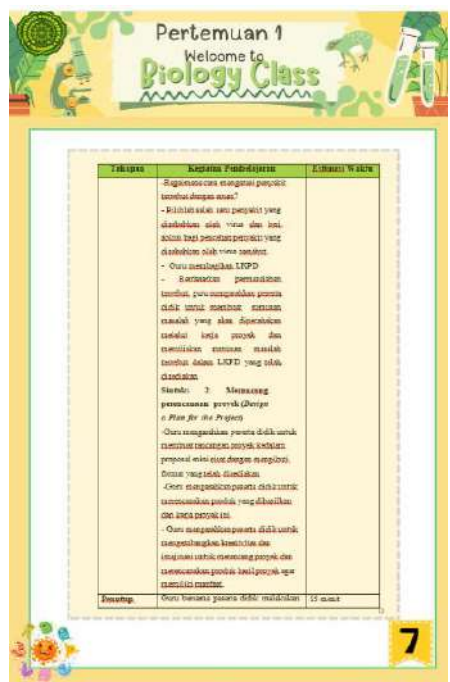 Pertemuan 1
Welcome to
Biology Class
Tahapan Kegiatan Pembelajaran Estimasi Waktu
-Bagaimana cara mengatasi penyakit
tersebut dengan aman?
- Pilihlah salah satu penyakit yang
disebabkan oleh virus dan beri
solusi bagi pencegahan penyakit yang
disebabkan oleh virus tersebut.
- Guru membagikan LKPD
- Berdasarkan permasalahan
tersebut, guru mengarahkan peserta
didik untuk membuat rumusan
masalah yang akan dipecahkan
melalui kerja proyek dan
menuliskan rumusan masalah
tersebut dalam LKPD yang telah
disediakan
Sintaks 2: Merancang
perencanaan proyek (Design
a Plan for the Project)
-Guru mengarahkan peserta didik untuk
membuat rancangan proyek kedalam
proposal mini riset dengan mengikuti
format yang telah disediakan
-Guru mengarahkan peserta didik untuk
merencanakan produk yang dihasilkan
dari kerja proyek ini.
- Guru mengarahkan peserta didik untuk
mengembangkan kreativitas dan
imajinasi untuk merancang proyek dan
merencanakan produk hasil proyek agar
memiliki manfaat.
Penutup Guru bersama peserta didik melakukan 15 menit
7